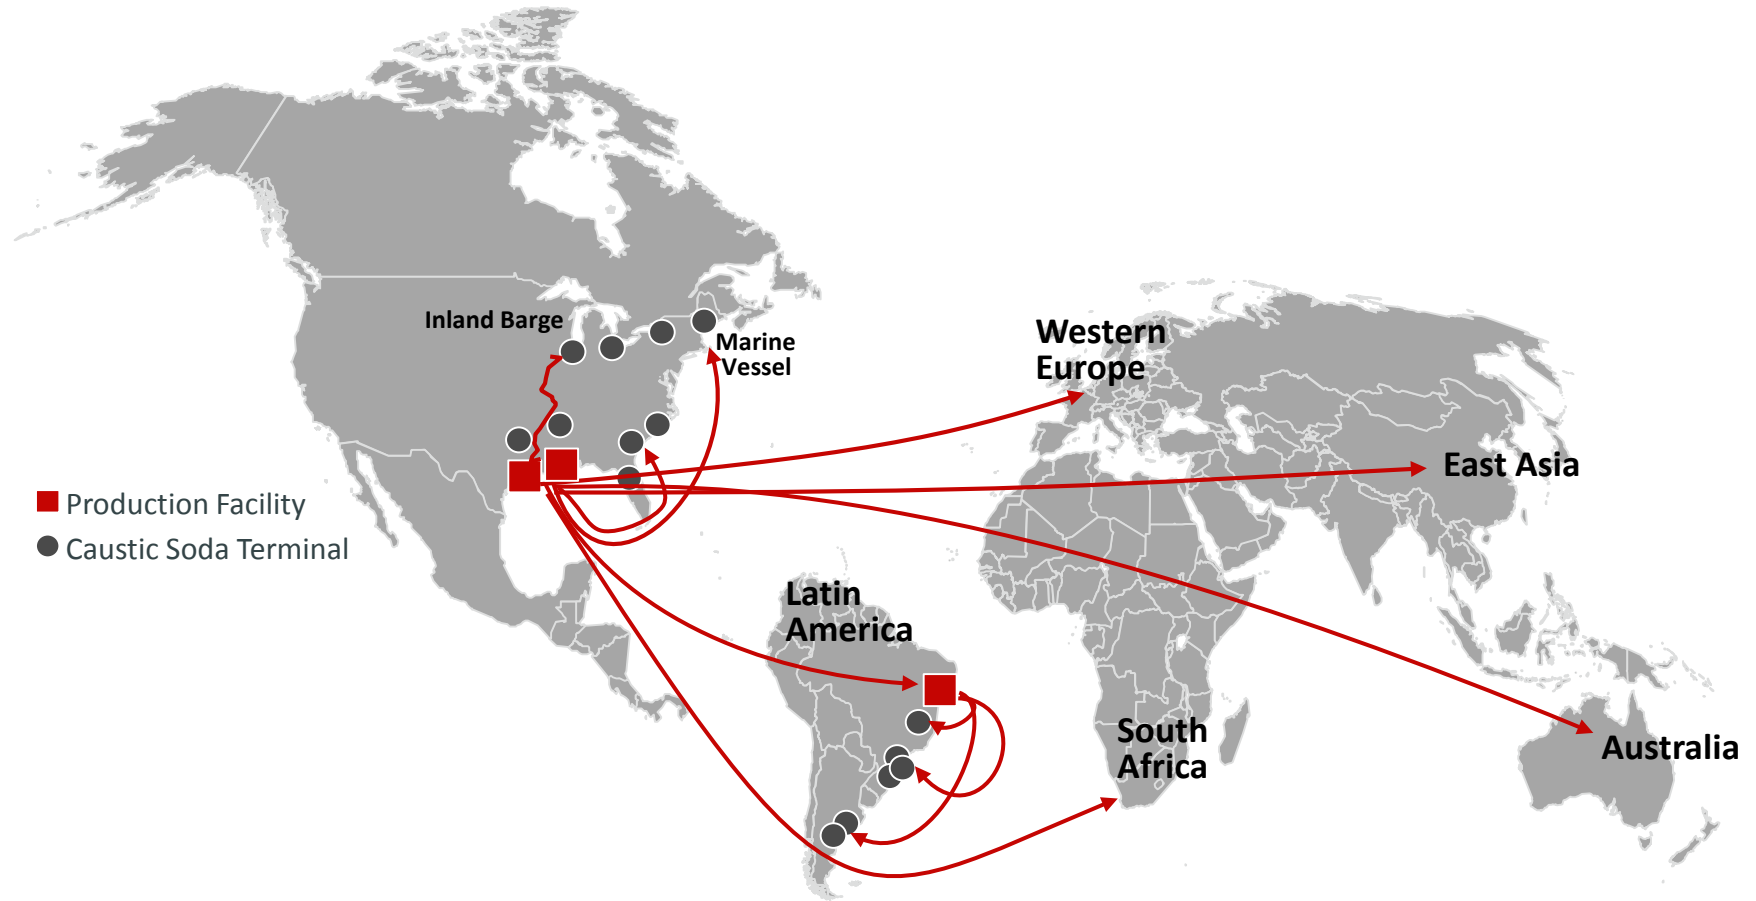 Inland Barge
Marine
Vessel
Western
Europe
East Asia
Production Facility
Caustic Soda Terminal
Latin
America
South
Africa
Australia